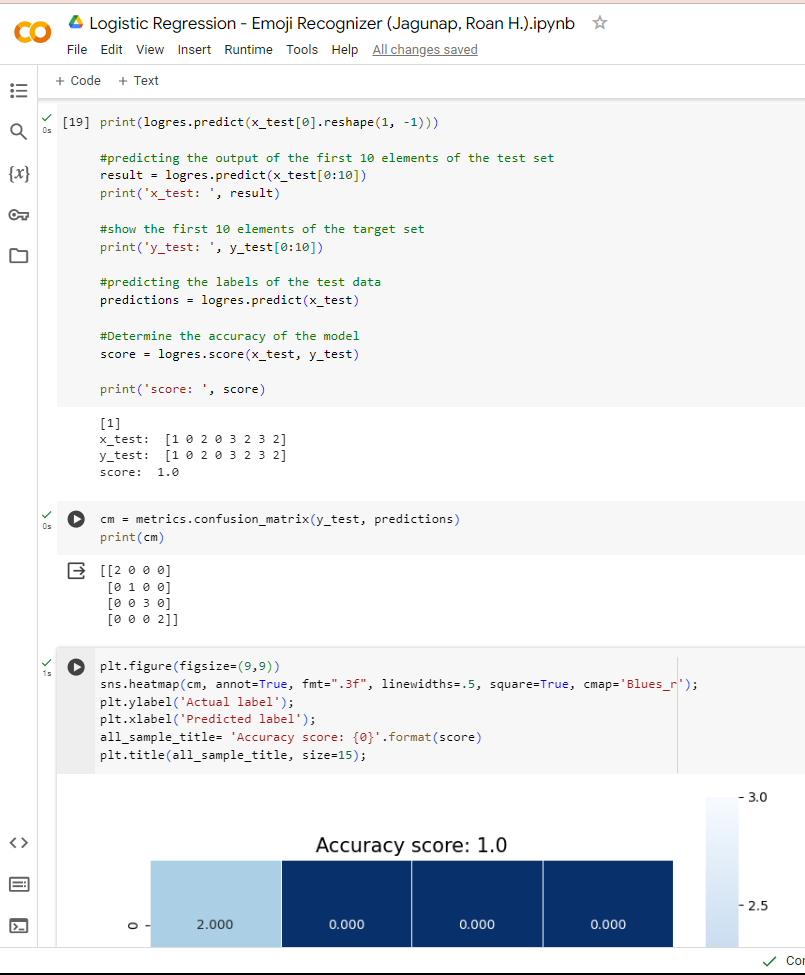 Logistic Regression - Emoji Recognizer (Jagunap, Roan H.).ipynb
File Edit View Insert Runtime Tools Help All changes saved
+ Code + Text
0s
[19] print(logres.predict(x_test[0].reshape(1, -1)))
#predicting the output of the first 10 elements of the test set
result = logres.predict(x_test[0:10])
print('x_test: ', result)
#show the first 10 elements of the target set
print('y_test: ', y_test[0:10])
#predicting the labels of the test data
predictions = logres.predict(x_test)
#Determine the accuracy of the model
score = logres.score(x_test, y_test)
print('score: ', score)
[1]
x_test:  [1 0 2 0 3 2 3 2]
y_test:  [1 0 2 0 3 2 3 2]
score:  1.0
0s
cm = metrics.confusion_matrix(y_test, predictions)
print(cm)
[[2 0 0 0]
[0 1 0 0]
[0 0 3 0]
[0 0 0 2]]
1s
plt.figure(figsize=(9,9))
sns.heatmap(cm, annot=True, fmt=".3f", linewidths=.5, square=True, cmap='Blues_r');
plt.ylabel('Actual label');
plt.xlabel('Predicted label');
all_sample_title= 'Accuracy score: {0}'.format(score)
plt.title(all_sample_title, size=15);
3.0
Accuracy score: 1.0
2.5
0 2.000 0.000 0.000 0.000